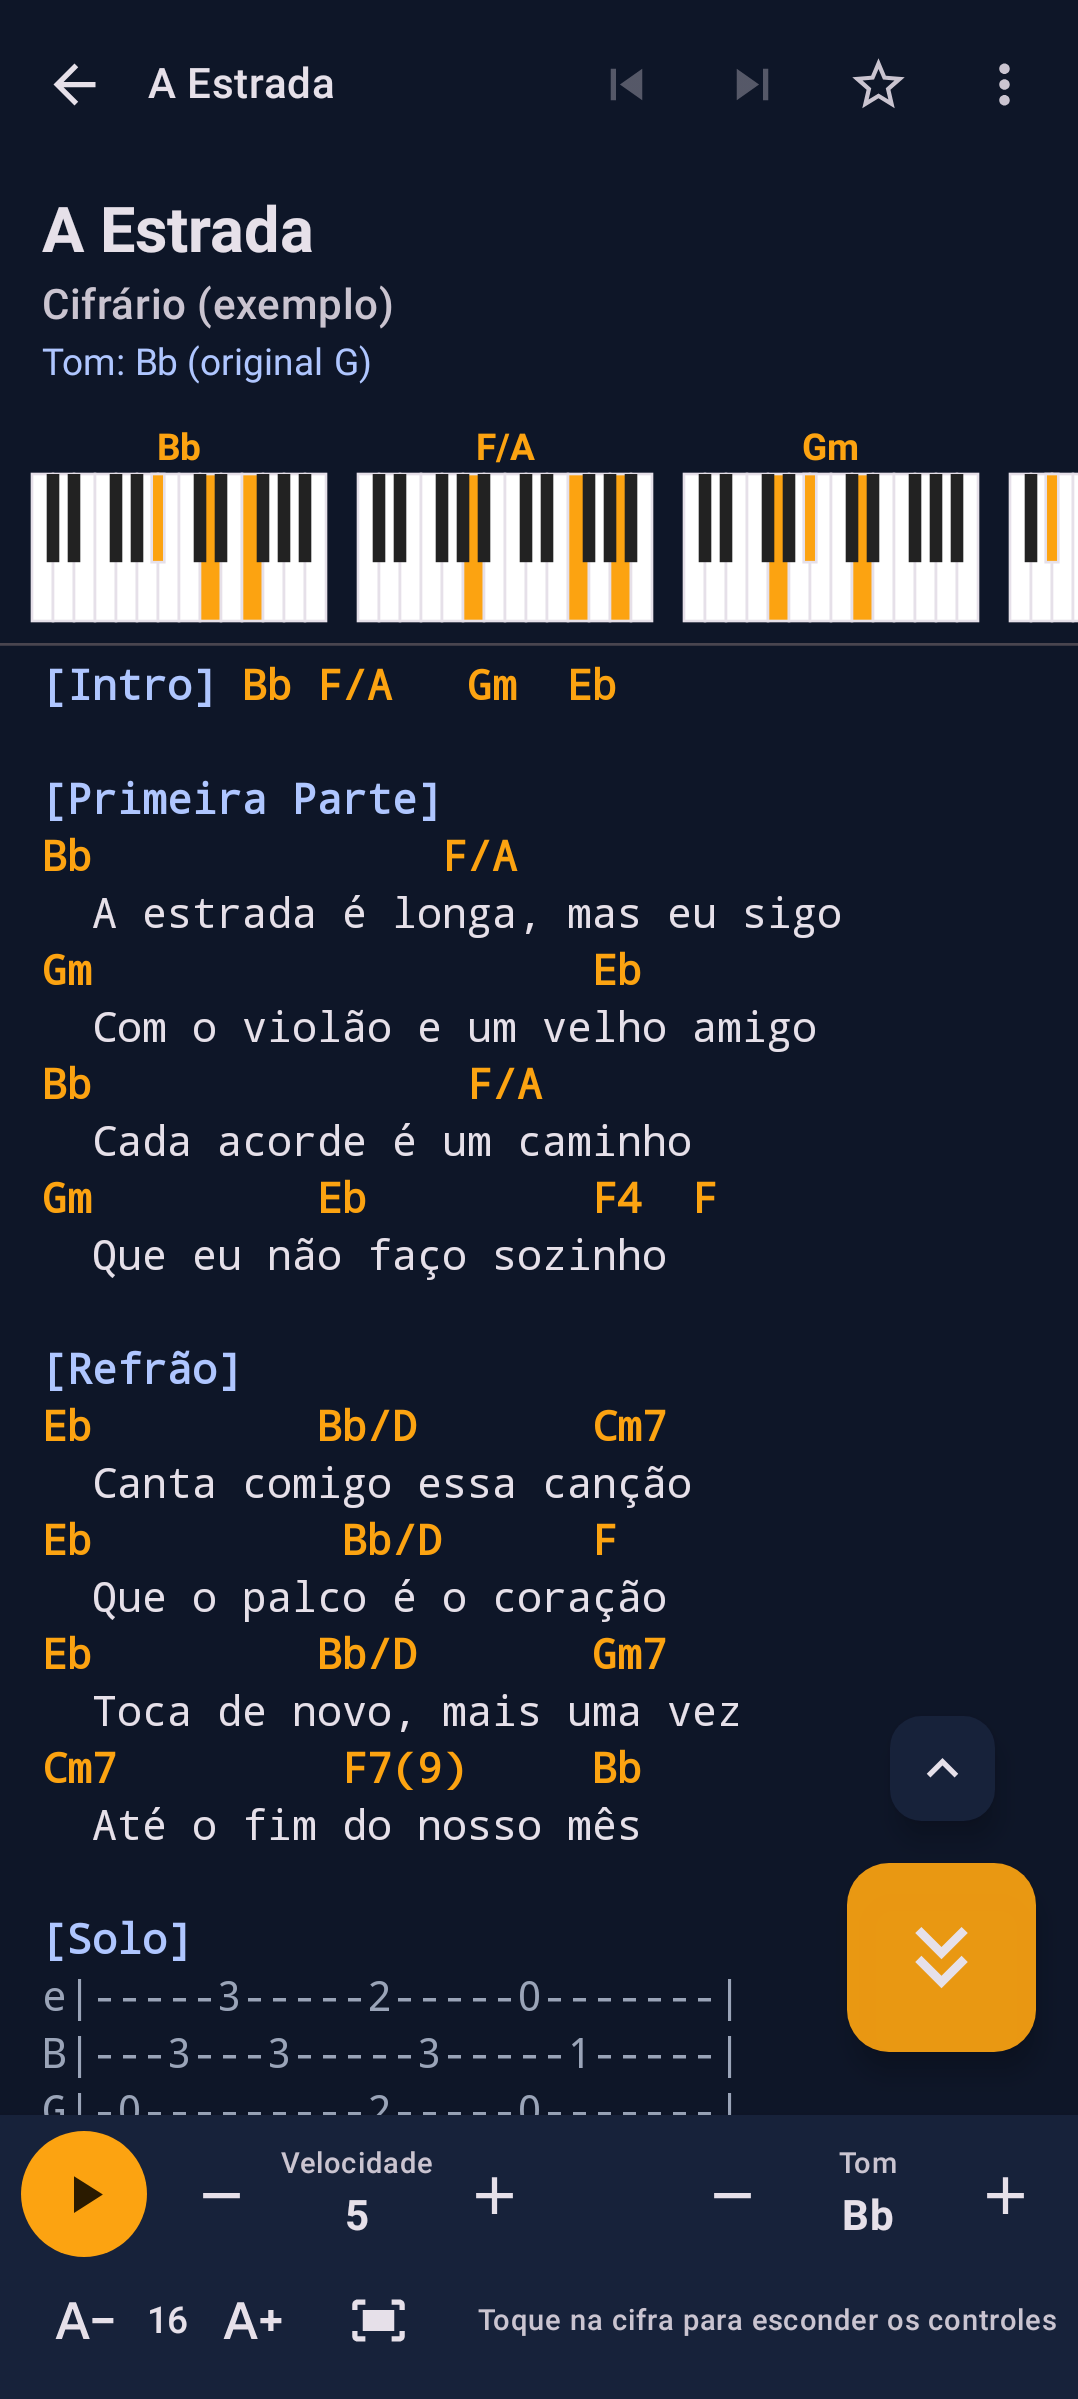 A Estrada
A Estrada
Cifrário (exemplo)
Tom: Bb (original G)
Bb F/A Gm
[Intro] Bb F/A   Gm  Eb
[Primeira Parte]
Bb              F/A
  A estrada é longa, mas eu sigo
Gm                    Eb
  Com o violão e um velho amigo
Bb               F/A
  Cada acorde é um caminho
Gm         Eb         F4  F
  Que eu não faço sozinho
[Refrão]
Eb         Bb/D       Cm7
  Canta comigo essa canção
Eb          Bb/D      F
  Que o palco é o coração
Eb         Bb/D       Gm7
  Toca de novo, mais uma vez
Cm7         F7(9)     Bb
  Até o fim do nosso mês
[Solo]
e|-----3-----2-----0-------|
B|---3---3-----3-----1-----|
G|-0---------2-----0-------|
Velocidade Tom
5 Bb
A- 16 A+ Toque na cifra para esconder os controles